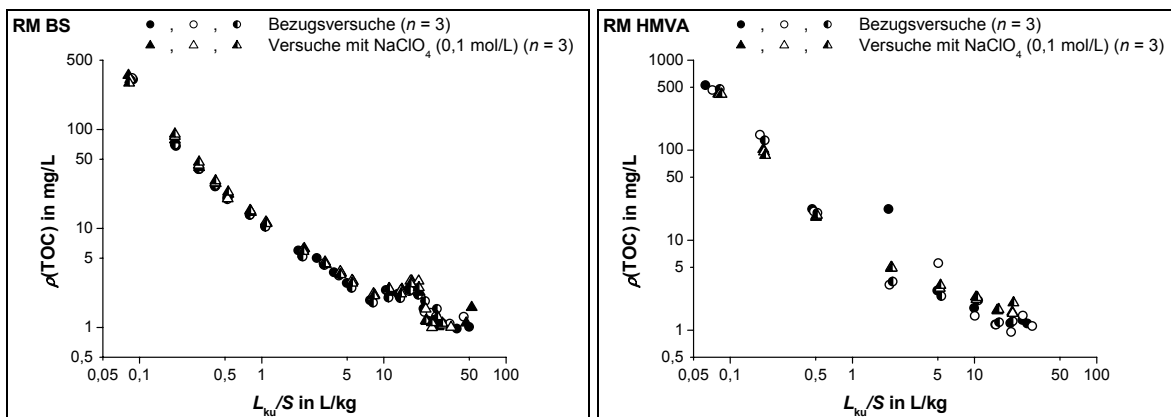 RM BS
, , Bezugsversuche (n = 3)
, , Versuche mit NaClO4 (0,1 mol/L) (n = 3)
500
100
50
10
5
1
0,5
ρ(TOC) in mg/L
0,05 0,1 0,5 1 5 10 50 100
Lku/S in L/kg
RM HMVA
, , Bezugsversuche (n = 3)
, , Versuche mit NaClO4 (0,1 mol/L) (n = 3)
1000
500
100
50
10
5
1
0,5
ρ(TOC) in mg/L
0,05 0,1 0,5 1 5 10 50 100
Lku/S in L/kg